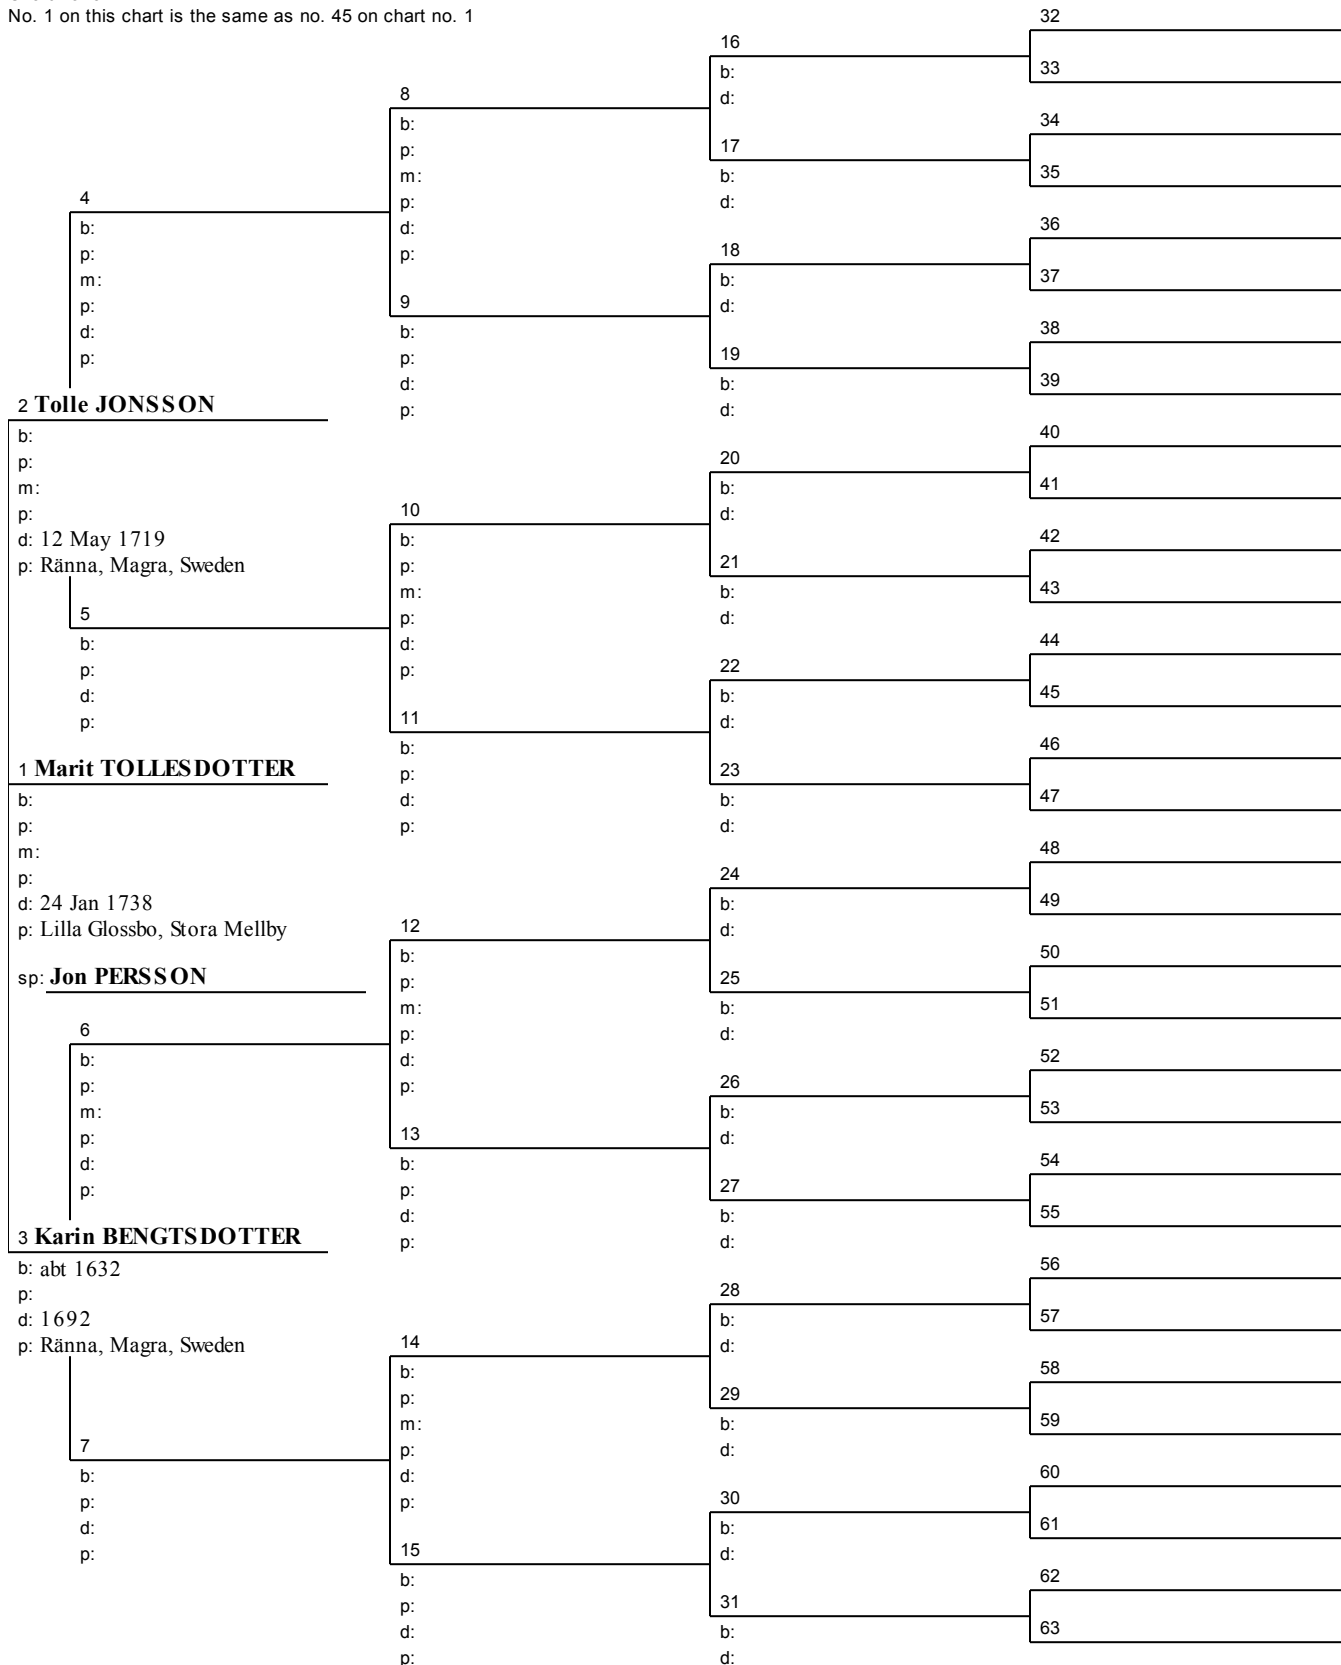 No. 1 on this chart is the same as no. 45 on chart no. 1
32
16
b:
33
d:
8
b:
34
p:
17
35
m:
b:
4
p:
d:
b:
d:
36
p:
p:
18
m:
b:
37
p:
9
d:
d:
b:
38
p:
p:
19
d:
b:
39
2 Tolle JONSSON
p:
d:
b:
40
p:
20
m:
b:
41
p:
10
d:
d: 12 May 1719
b:
42
p: Ränna, Magra, Sweden
p:
21
m:
b:
43
5
p:
d:
b:
d:
44
p:
p:
22
d:
b:
45
p:
11
d:
b:
46
1 Marit TOLLESDOTTER
p:
23
b:
d:
b:
47
p:
p:
d:
m:
48
p:
24
d: 24 Jan 1738
b:
49
p: Lilla Glossbo, Stora Mellby
12
d:
b:
50
sp: Jon PERSSON
p:
25
m:
b:
51
6
p:
d:
b:
d:
52
p:
p:
26
m:
b:
53
p:
13
d:
d:
b:
54
p:
p:
27
d:
b:
55
3 Karin BENGTSDOTTER
p:
d:
b: abt 1632
56
p:
28
d: 1692
b:
57
p: Ränna, Magra, Sweden
14
d:
b:
58
p:
29
m:
b:
59
7
p:
d:
b:
d:
60
p:
p:
30
d:
b:
61
p:
15
d:
b:
62
p:
31
63
d:
b:
p:
d: